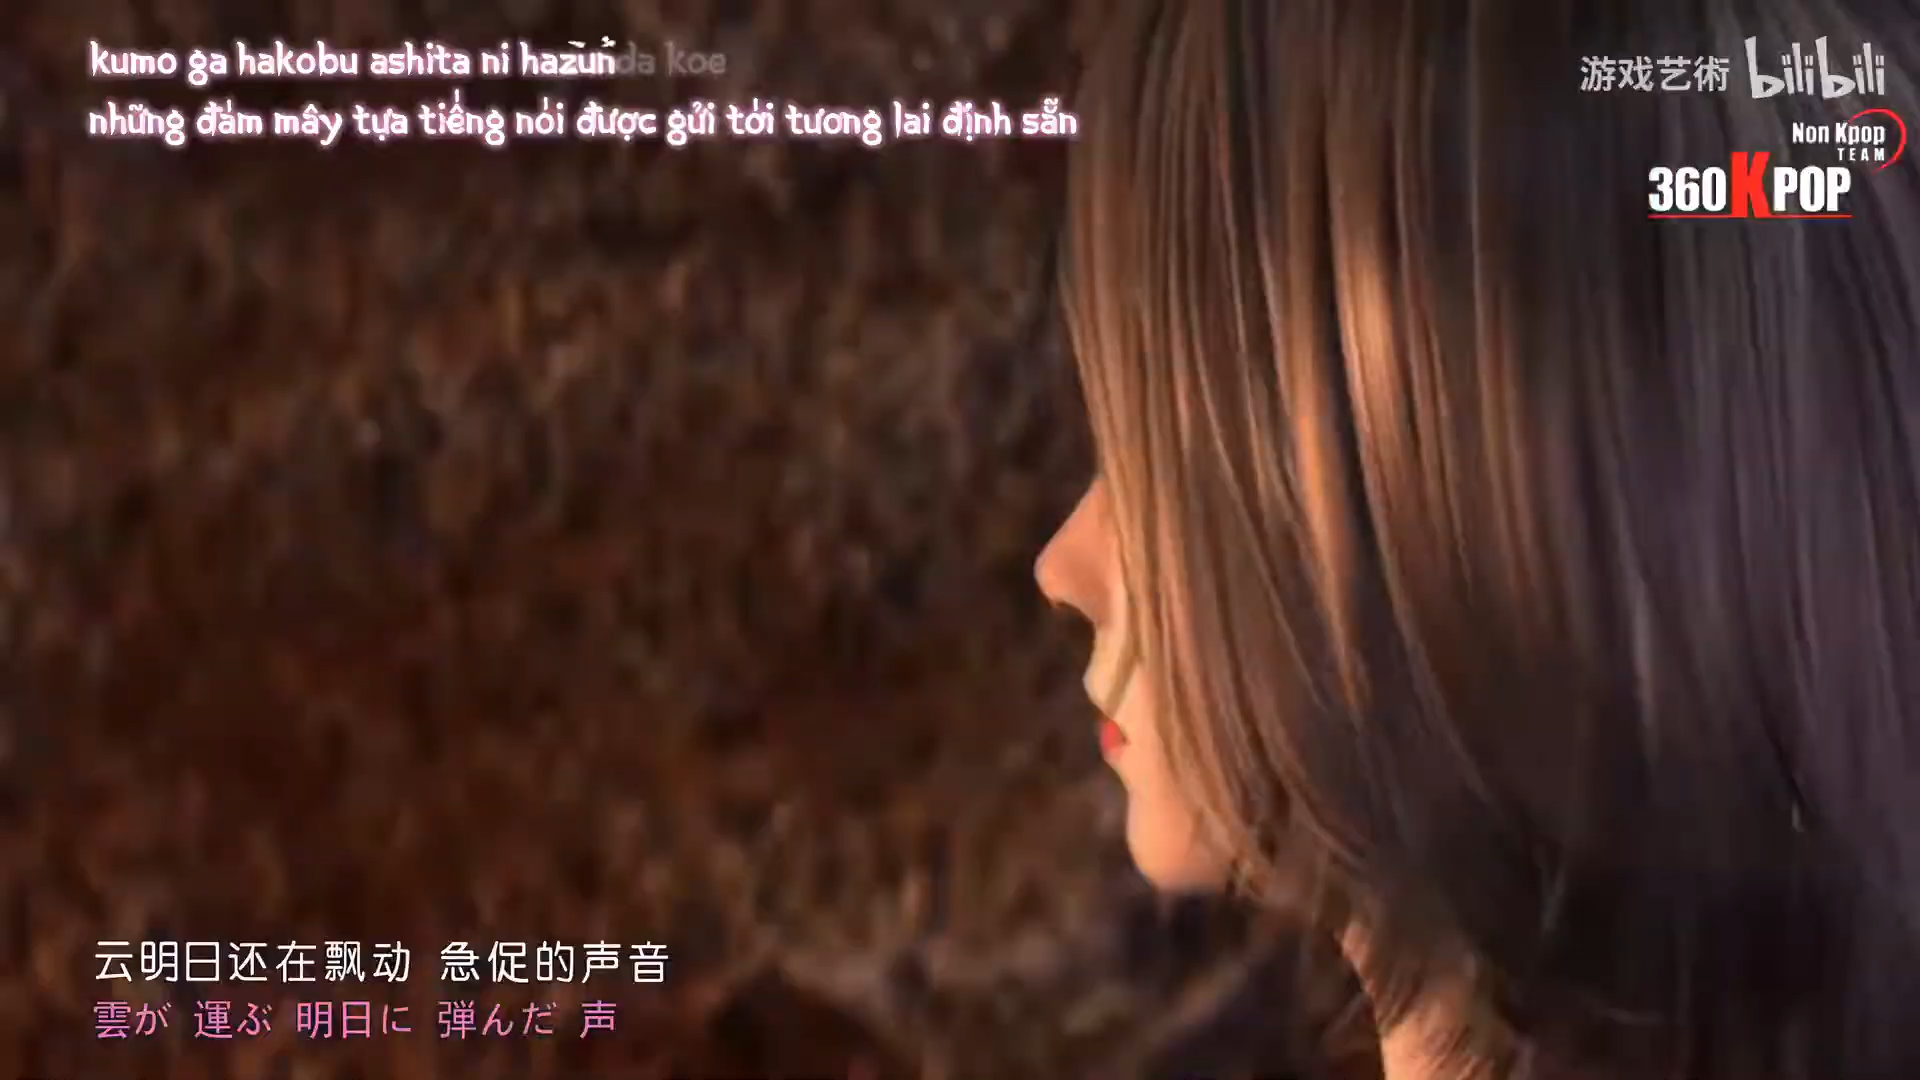 kumo ga hakobu ashita ni hazunda koe
những đám mây tựa tiếng nói được gửi tới tương lai định sẵn
游戏艺術 bilibili
Non Kpop
TEAM
360KPOP
云明日还在飘动 急促的声音
雲が 運ぶ 明日に 弾んだ 声